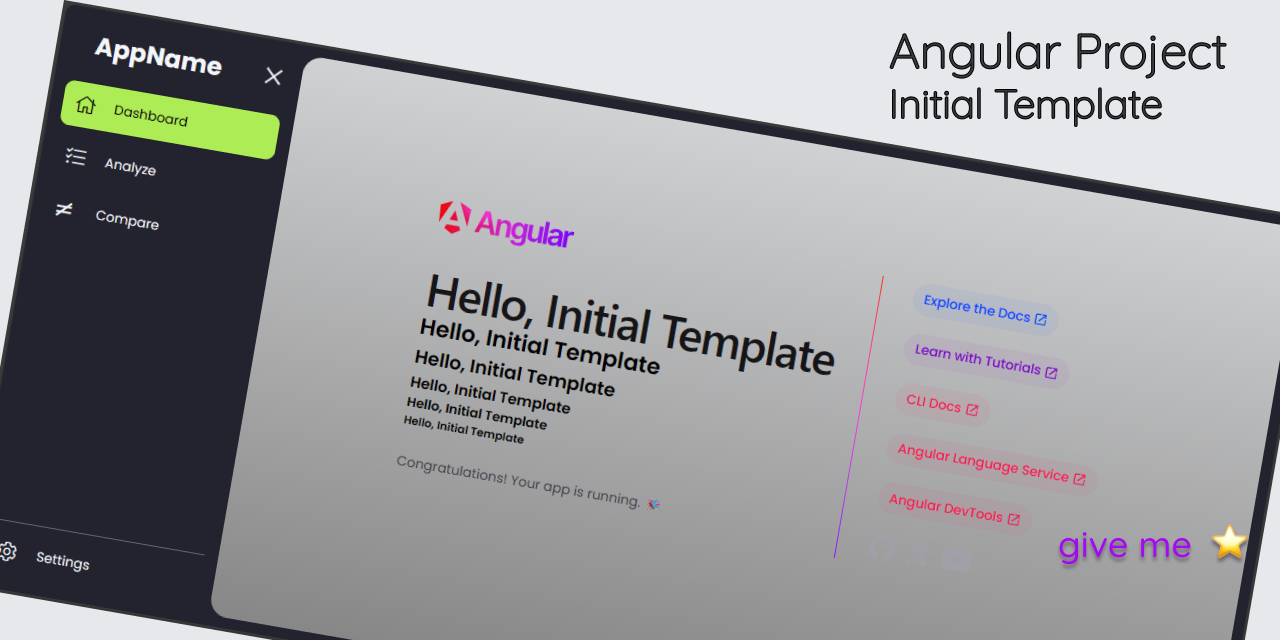 Angular Project
Initial Template
AppName
Dashboard
Analyze
Compare
Settings
Angular
Hello, Initial Template
Hello, Initial Template
Hello, Initial Template
Hello, Initial Template
Hello, Initial Template
Hello, Initial Template
Congratulations! Your app is running. 🎉
Explore the Docs
Learn with Tutorials
CLI Docs
Angular Language Service
Angular DevTools
give me ⭐